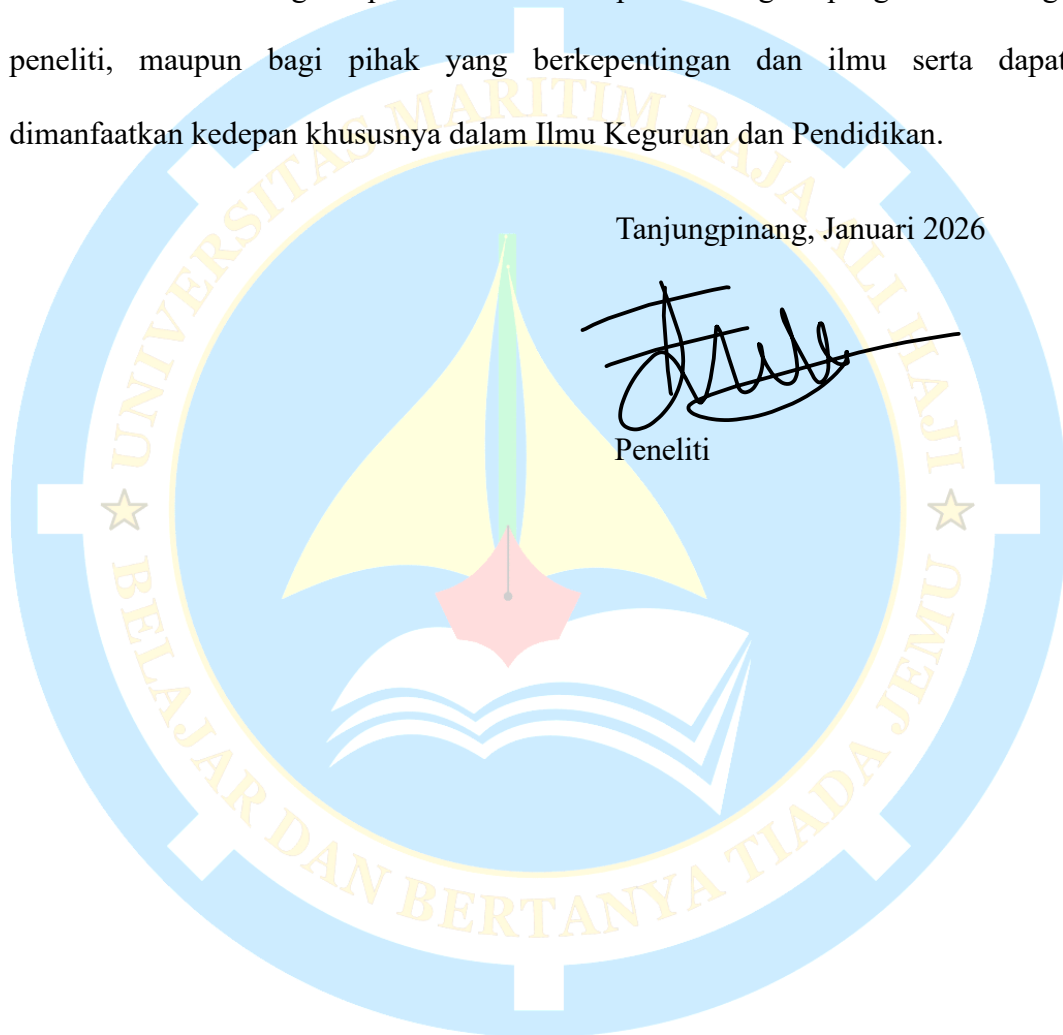 peneliti, maupun bagi pihak yang berkepentingan dan ilmu serta dapat
dimanfaatkan kedepan khususnya dalam Ilmu Keguruan dan Pendidikan.
Tanjungpinang, Januari 2026
Peneliti
UNIVERSITAS MARITIM RAJA ALI HAJI
BELAJAR DAN BERTANYA TIADA JEMU